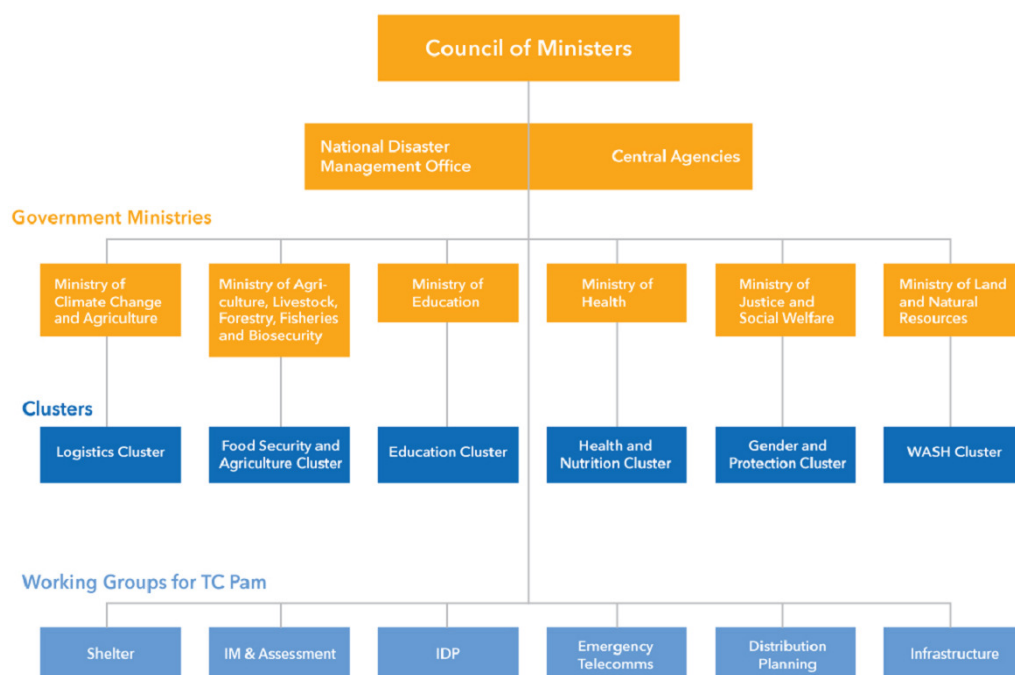 Council of Ministers
National Disaster
Management Office
Central Agencies
Government Ministries
Ministry of
Climate Change
and Agriculture
Ministry of Agri-
culture, Livestock,
Forestry, Fisheries
and Biosecurity
Ministry of
Education
Ministry of
Health
Ministry of
Justice and
Social Welfare
Ministry of Land
and Natural
Resources
Clusters
Logistics Cluster
Food Security and
Agriculture Cluster
Education Cluster
Health and
Nutrition Cluster
Gender and
Protection Cluster
WASH Cluster
Working Groups for TC Pam
Shelter
IM & Assessment
IDP
Emergency
Telecomms
Distribution
Planning
Infrastructure